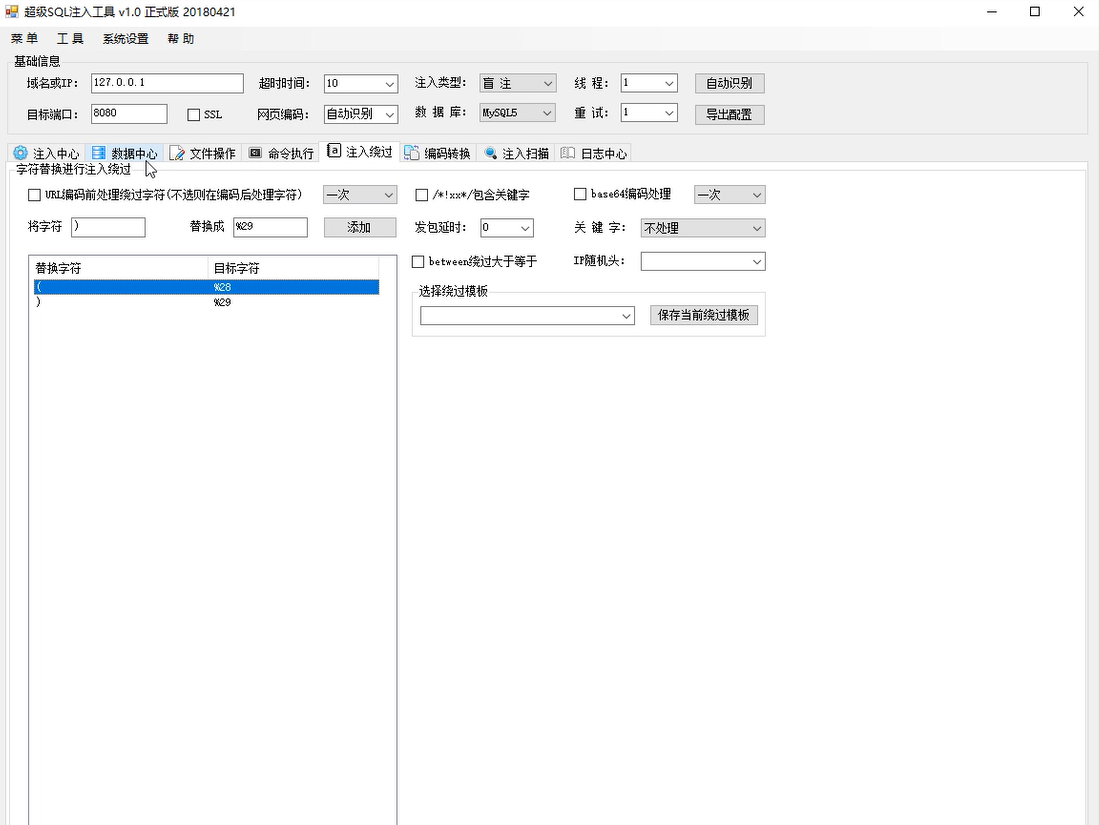 超级SQL注入工具 v1.0 正式版 20180421
菜 单 工 具 系统设置 帮 助
基础信息
域名或IP: 127.0.0.1 超时时间: 10 注入类型: 盲 注 线 程: 1 自动识别
目标端口: 8080 SSL 网页编码: 自动识别 数 据 库: MySQL5 重 试: 1 导出配置
注入中心 数据中心 文件操作 命令执行 注入绕过 编码转换 注入扫描 日志中心
字符替换进行注入绕过
URL编码前处理绕过字符(不选则在编码后处理字符) 一次 /*!xx*/包含关键字 base64编码处理 一次
将字符 ) 替换成 %29 添加 发包延时: 0 关 键 字: 不处理
between绕过大于等于 IP随机头:
替换字符 目标字符
( %28
) %29
选择绕过模板
保存当前绕过模板